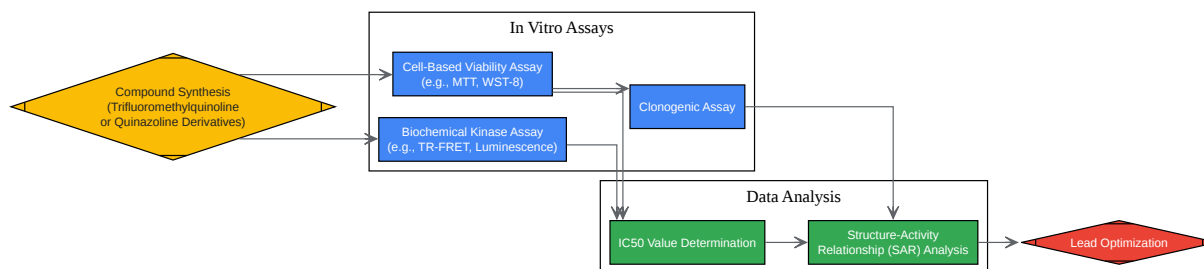 In Vitro Assays
Compound Synthesis
(Trifluoromethylquinoline
or Quinazoline Derivatives)
Cell-Based Viability Assay
(e.g., MTT, WST-8)
Clonogenic Assay
Biochemical Kinase Assay
(e.g., TR-FRET, Luminescence)
Data Analysis
IC50 Value Determination
Structure-Activity
Relationship (SAR) Analysis
Lead Optimization